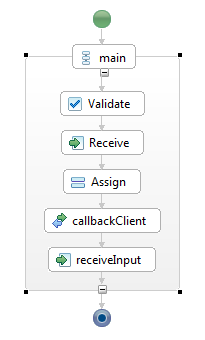 main
Validate
Receive
Assign
callbackClient
receiveInput